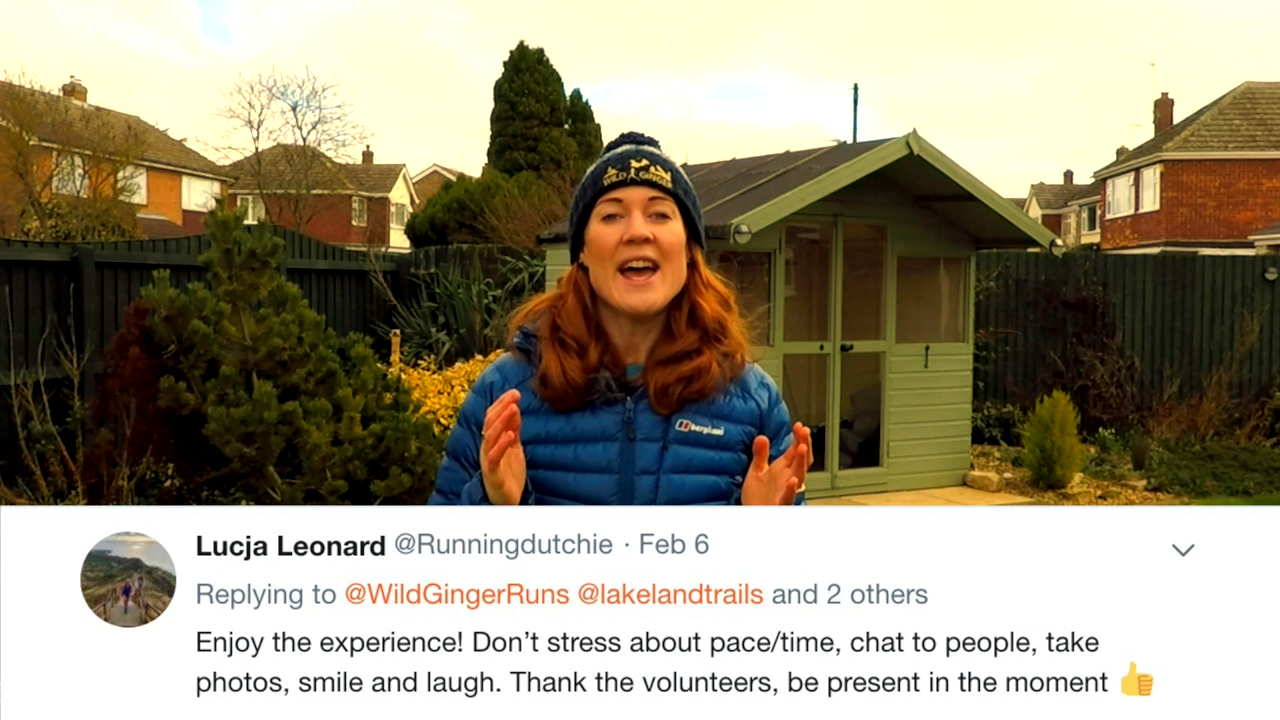 WILD GINGER
berghaus
Lucja Leonard @Runningdutchie · Feb 6
Replying to @WildGingerRuns @lakelandtrails and 2 others
Enjoy the experience! Don’t stress about pace/time, chat to people, take
photos, smile and laugh. Thank the volunteers, be present in the moment 👍